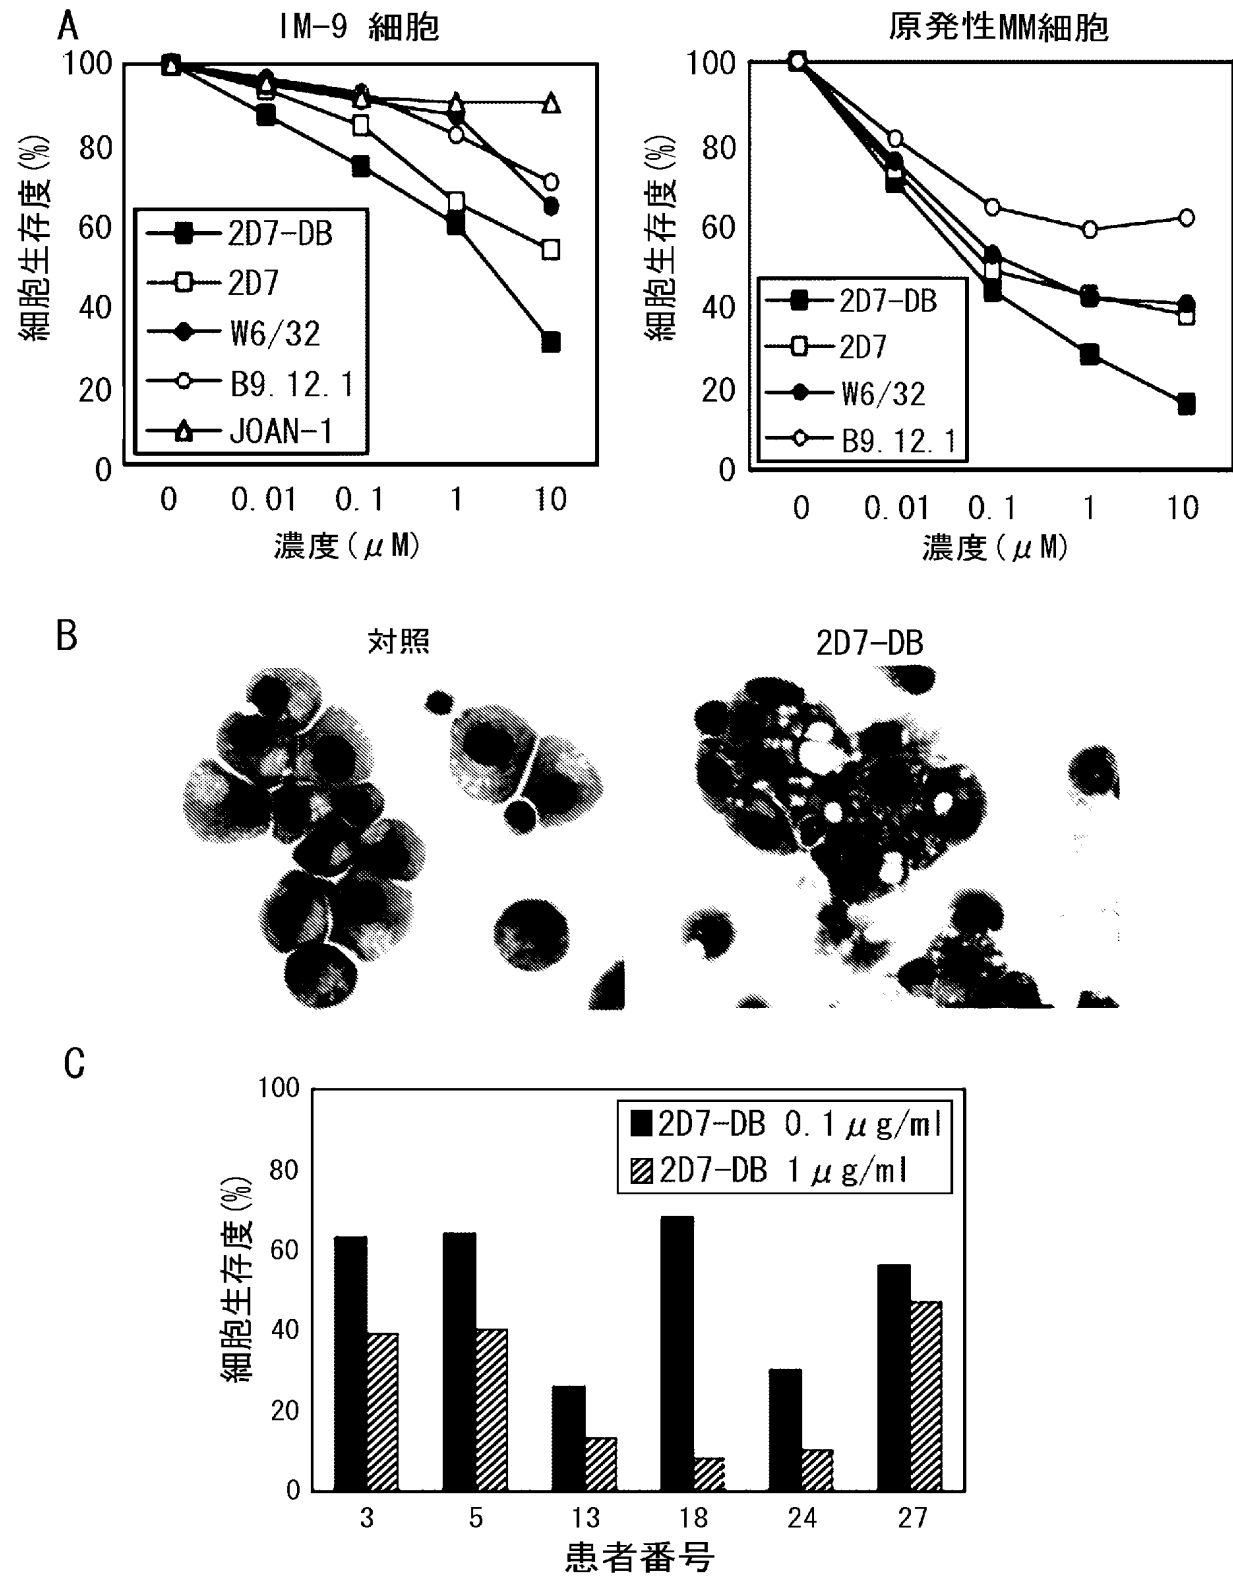 A
IM-9 細胞
100
80
60
40
20
0
細胞生存度(%)
2D7-DB
2D7
W6/32
B9.12.1
JOAN-1
0 0.01 0.1 1 10
濃度(μM)
原発性MM細胞
100
80
60
40
20
0
細胞生存度(%)
2D7-DB
2D7
W6/32
B9.12.1
0 0.01 0.1 1 10
濃度(μM)
B
対照
2D7-DB
C
100
80
60
40
20
0
細胞生存度(%)
2D7-DB 0.1μg/ml
2D7-DB 1μg/ml
3 5 13 18 24 27
患者番号